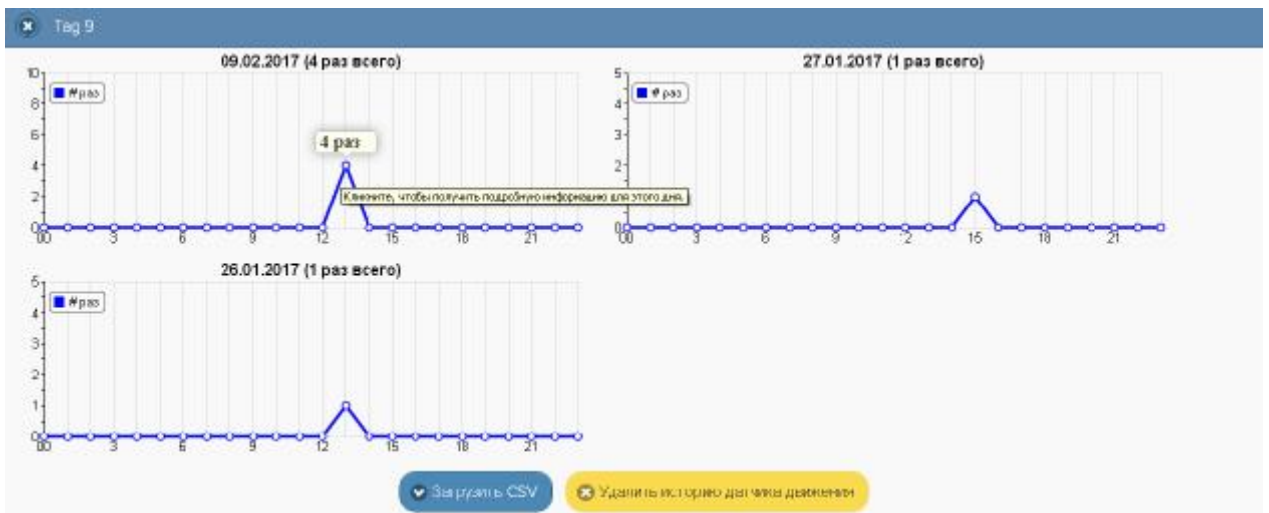 Tag 9
09.02.2017 (4 раз всего)
10
8
6
4
2
0
# раз
4 раз
Кликните, чтобы получить подробную информацию для этого дня.
00 3 6 9 12 15 18 21
27.01.2017 (1 раз всего)
5
4
3
2
1
0
# раз
00 3 6 9 12 15 18 21
26.01.2017 (1 раз всего)
5
4
3
2
1
0
# раз
00 3 6 9 12 15 18 21
Загрузить CSV
Удалить историю датчика движения